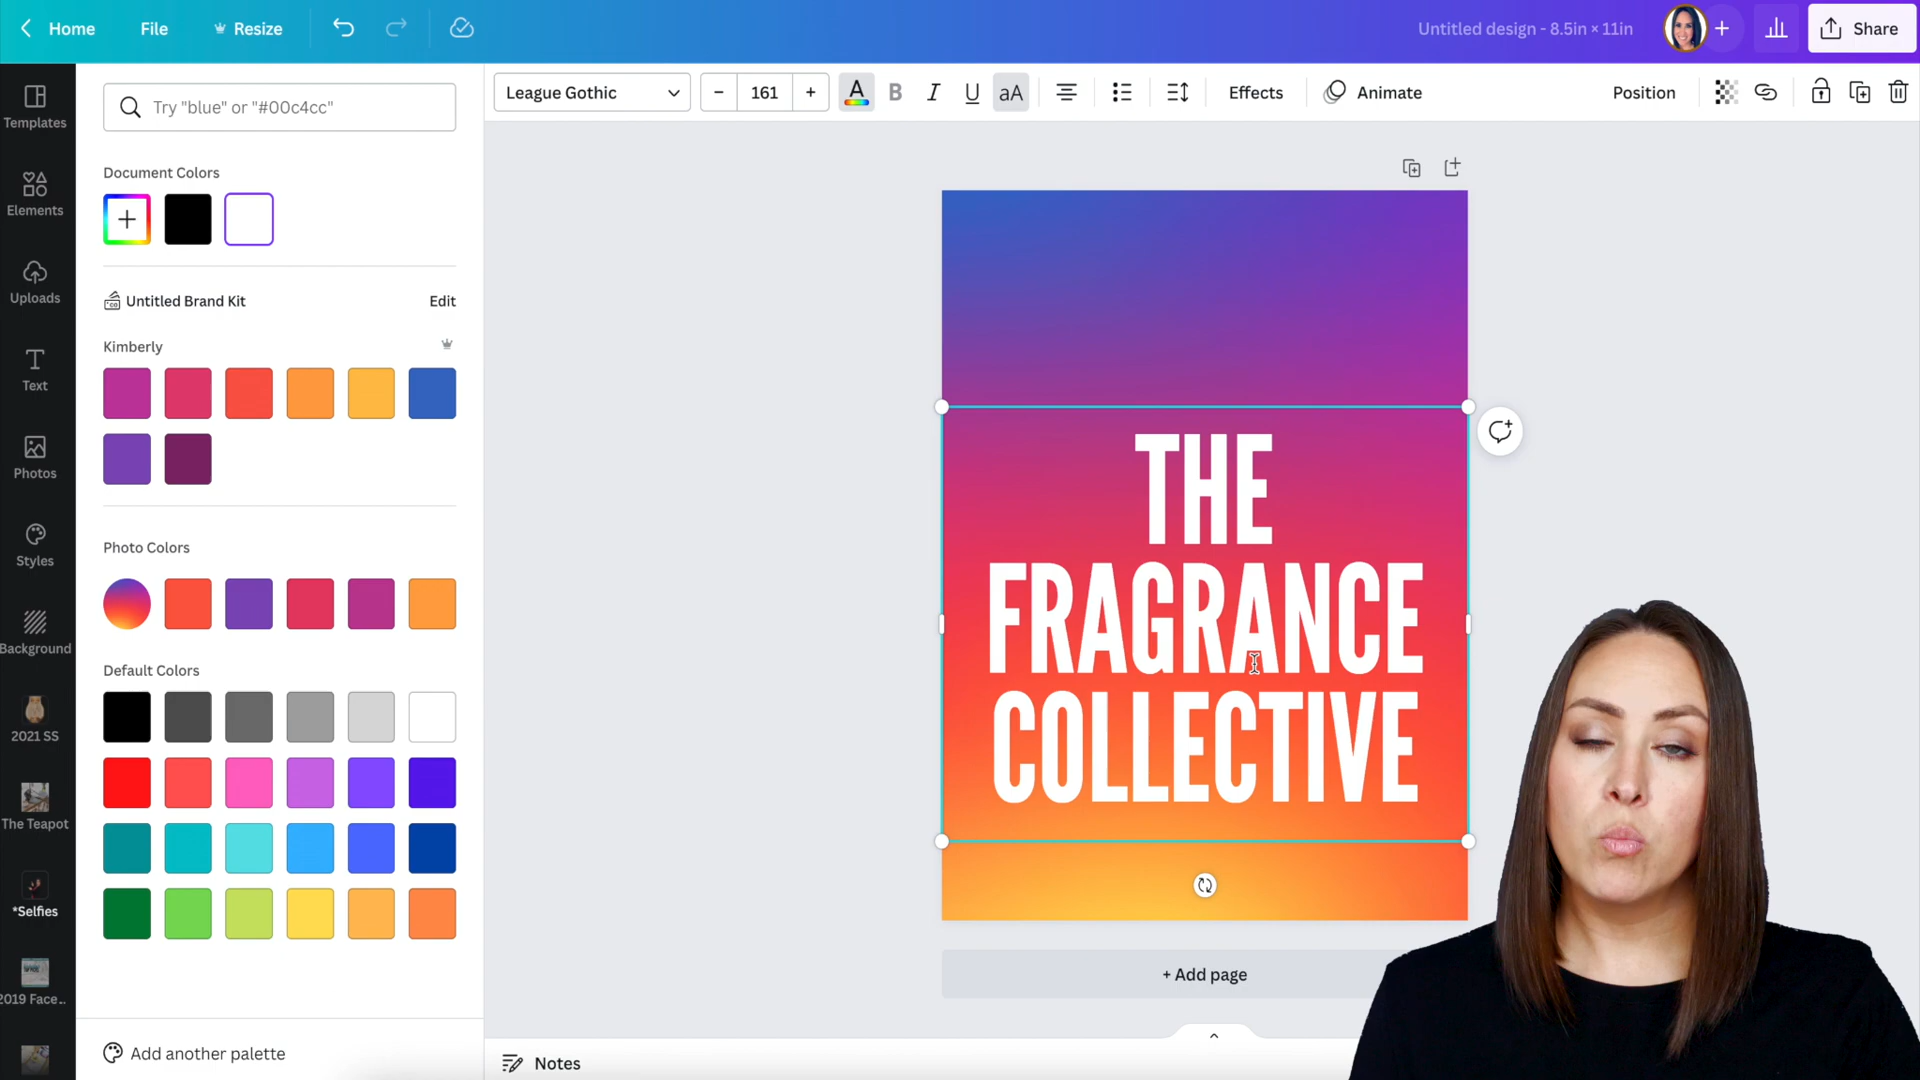 Home
File
Resize
Untitled design - 8.5in × 11in
Share
Templates
Elements
Uploads
Text
Photos
Styles
Background
2021 SS
The Teapot
*Selfies
2019 Face...
Try "blue" or "#00c4cc"
Document Colors
Untitled Brand Kit
Edit
Kimberly
Photo Colors
Default Colors
Add another palette
League Gothic
161
A
B
I
U
aA
Effects
Animate
Position
THE
FRAGRANCE
COLLECTIVE
+ Add page
Notes